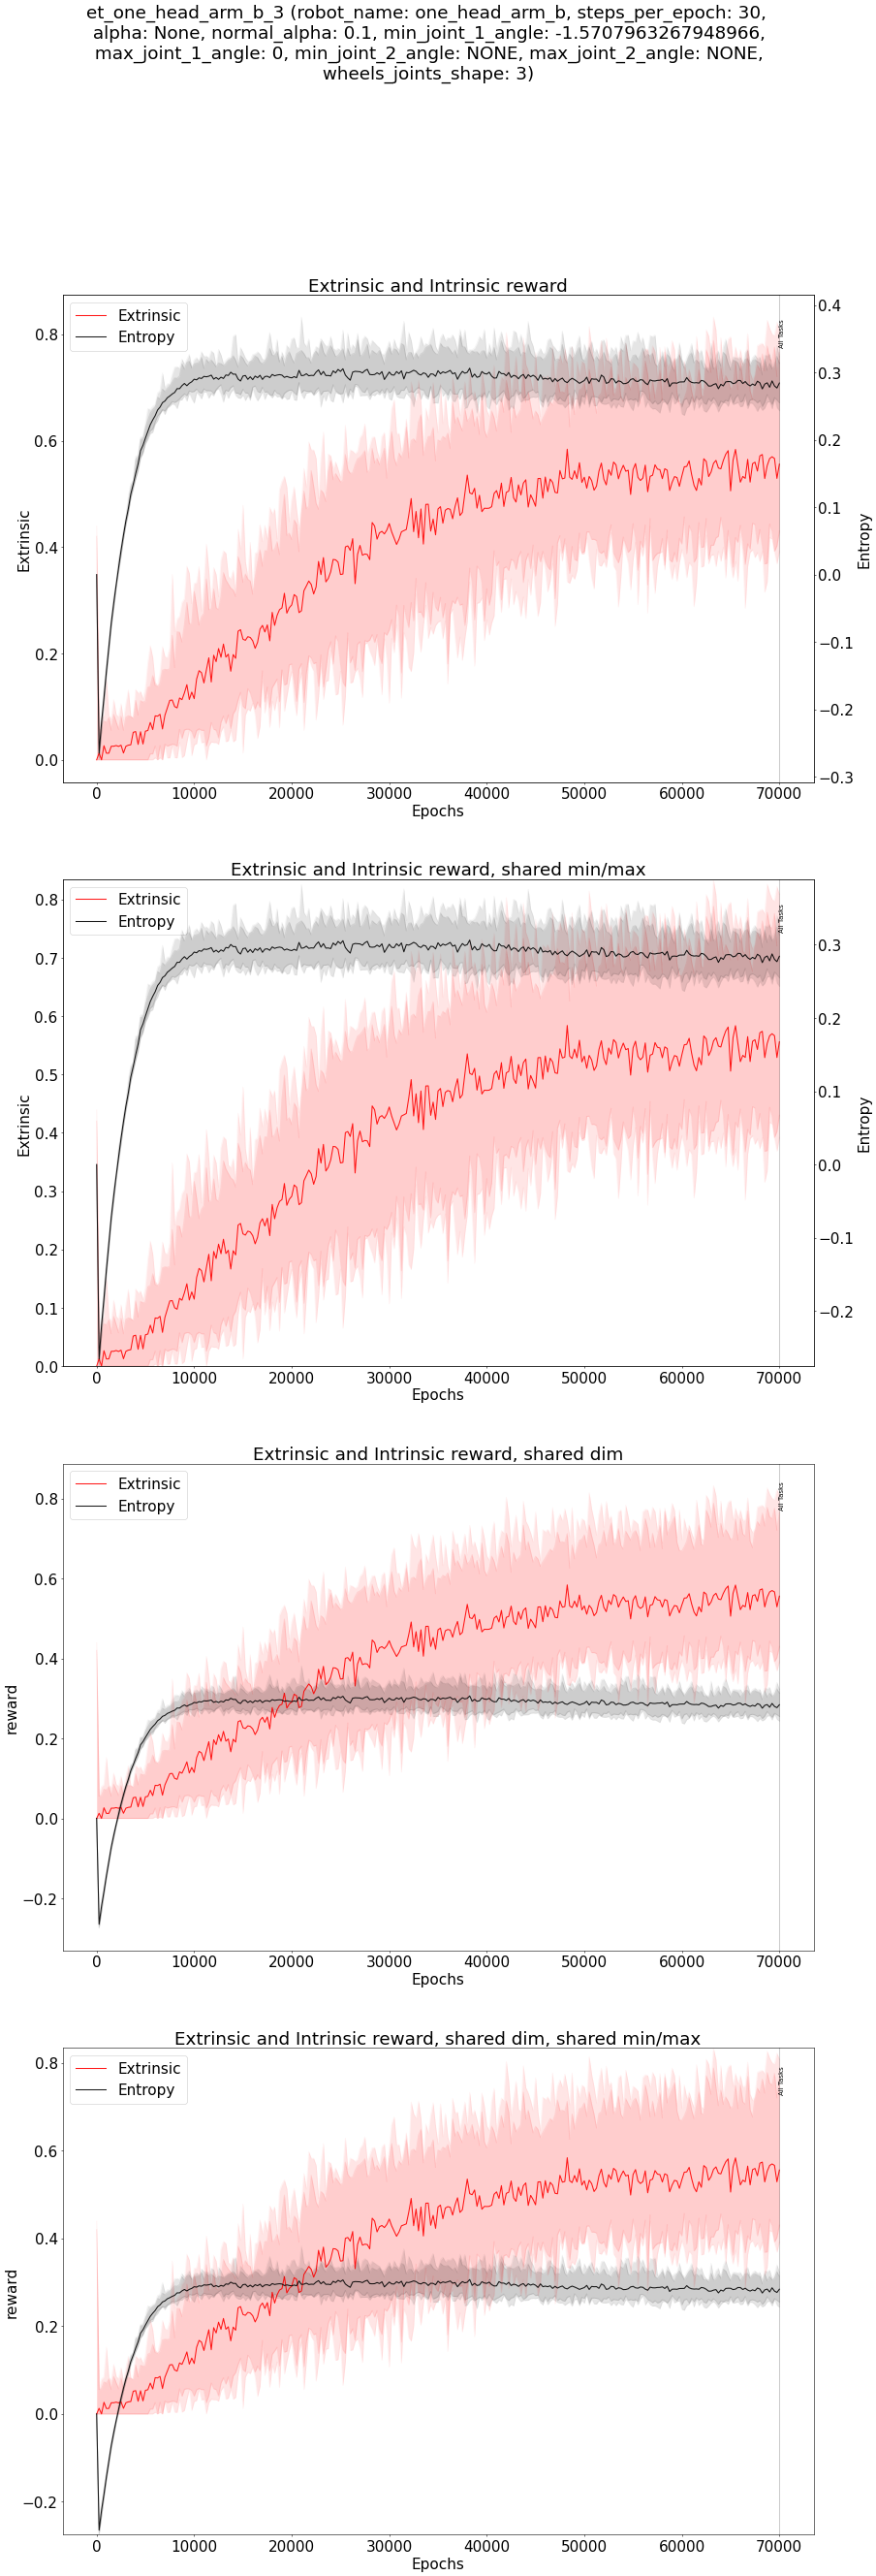 et_one_head_arm_b_3 (robot_name: one_head_arm_b, steps_per_epoch: 30,
alpha: None, normal_alpha: 0.1, min_joint_1_angle: -1.5707963267948966,
max_joint_1_angle: 0, min_joint_2_angle: NONE, max_joint_2_angle: NONE,
wheels_joints_shape: 3)
Extrinsic and Intrinsic reward
Extrinsic
Entropy
All Tasks
0.8
0.6
0.4
0.2
0.0
Extrinsic
0.4
0.3
0.2
0.1
0.0
−0.1
−0.2
−0.3
Entropy
0 10000 20000 30000 40000 50000 60000 70000
Epochs
Extrinsic and Intrinsic reward, shared min/max
Extrinsic
Entropy
All Tasks
0.8
0.7
0.6
0.5
0.4
0.3
0.2
0.1
0.0
Extrinsic
0.3
0.2
0.1
0.0
−0.1
−0.2
Entropy
0 10000 20000 30000 40000 50000 60000 70000
Epochs
Extrinsic and Intrinsic reward, shared dim
Extrinsic
Entropy
All Tasks
0.8
0.6
0.4
0.2
0.0
−0.2
reward
0 10000 20000 30000 40000 50000 60000 70000
Epochs
Extrinsic and Intrinsic reward, shared dim, shared min/max
Extrinsic
Entropy
All Tasks
0.8
0.6
0.4
0.2
0.0
−0.2
reward
0 10000 20000 30000 40000 50000 60000 70000
Epochs